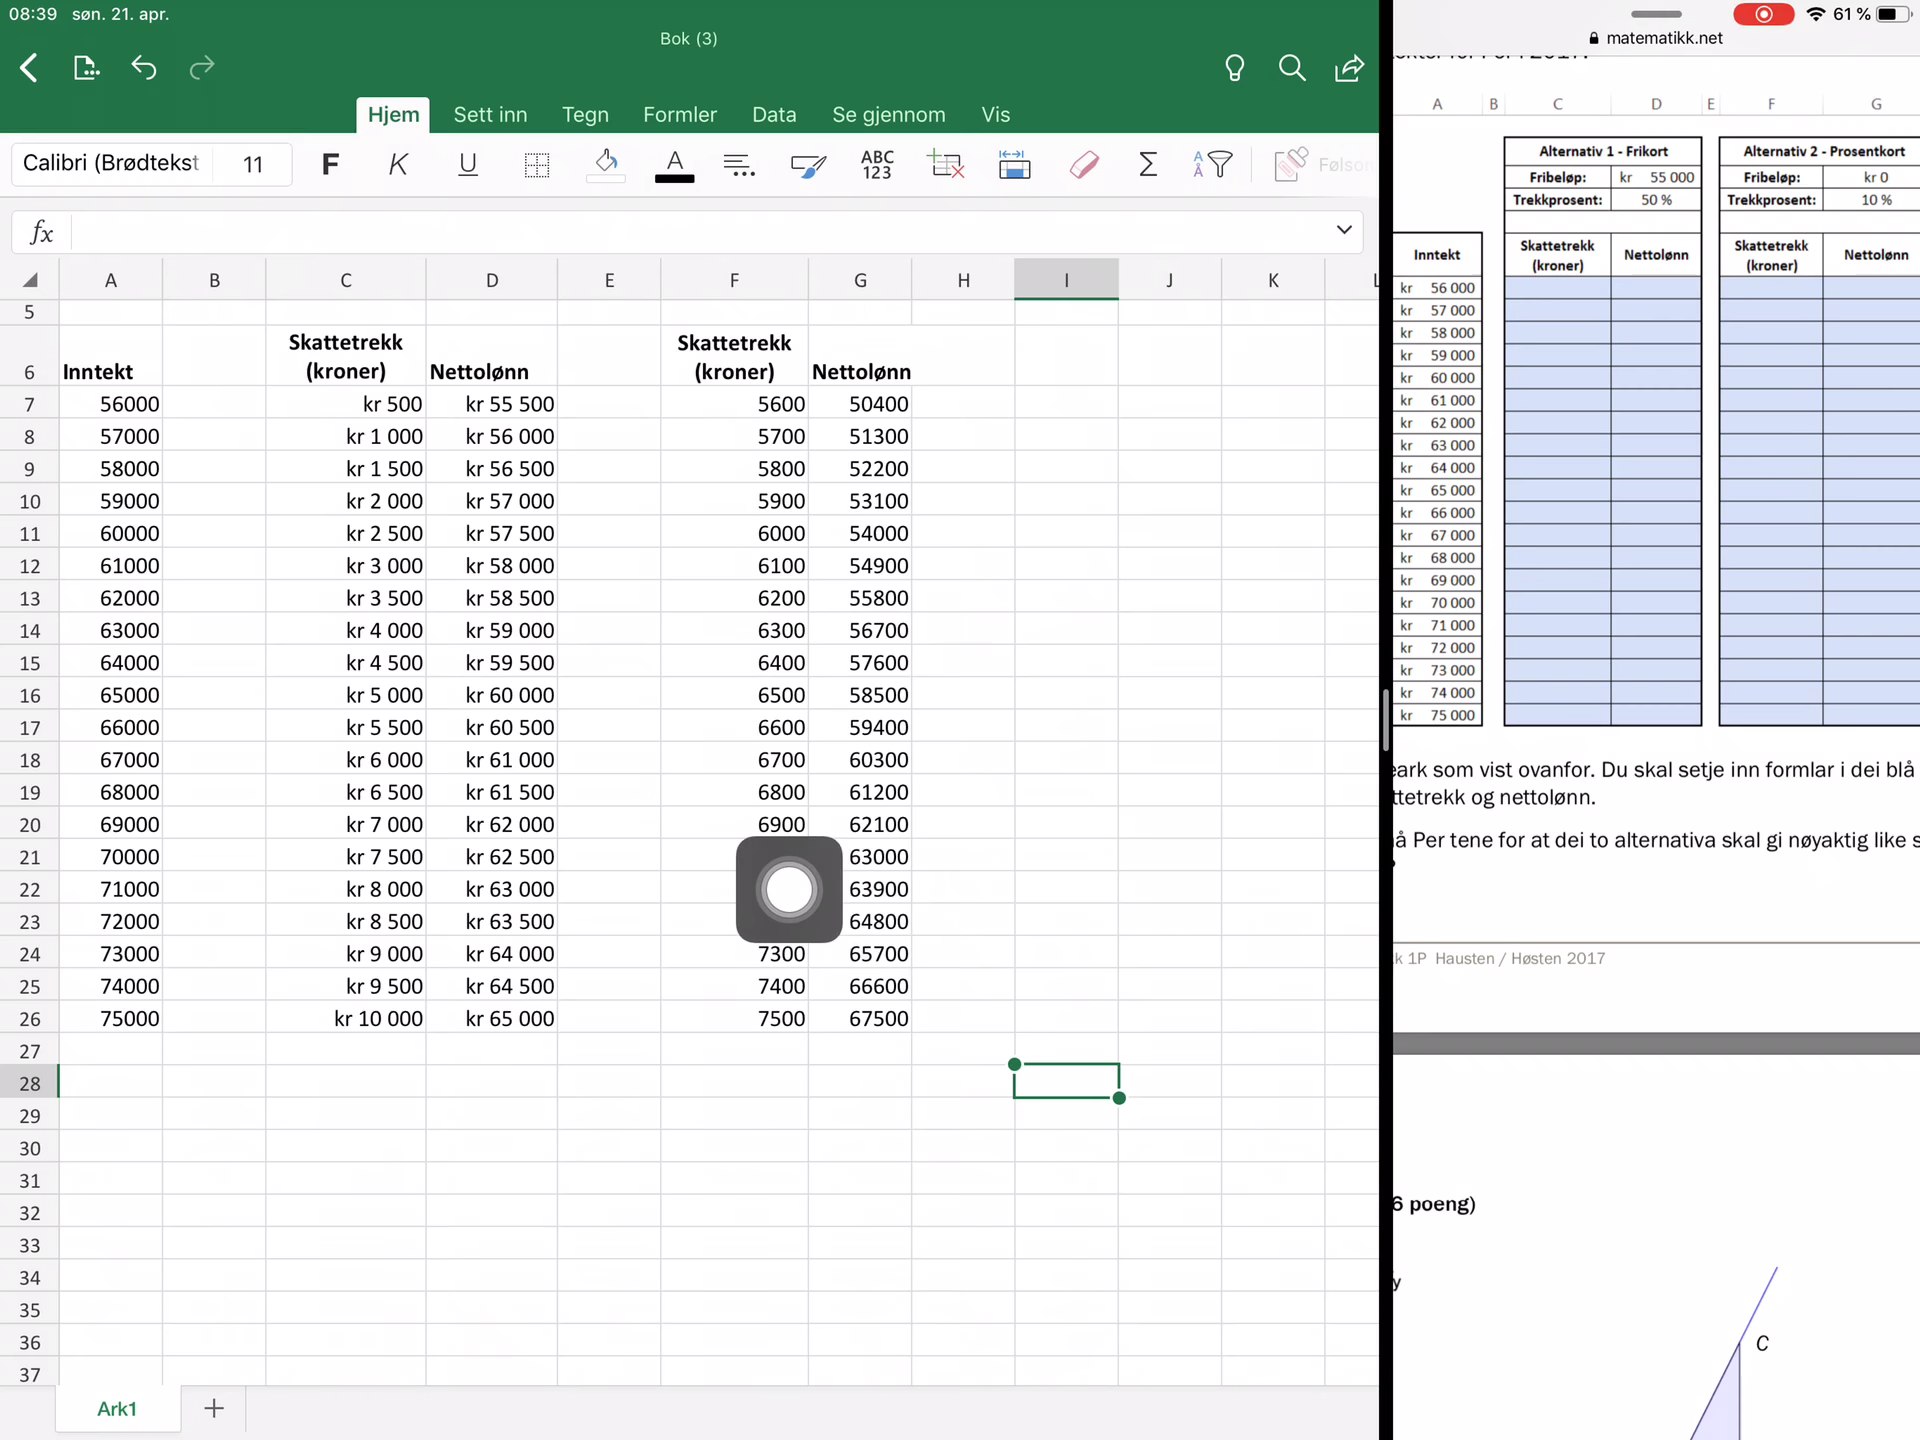 08:39 søn. 21. apr.
Bok (3)
Hjem Sett inn Tegn Formler Data Se gjennom Vis
Calibri (Brødtekst 11 F K U A ABC 123 Σ
fx
A B C D E F G H I J K
5
6 Inntekt Skattetrekk (kroner) Nettolønn Skattetrekk (kroner) Nettolønn
7 56000 kr 500 kr 55 500 5600 50400
8 57000 kr 1 000 kr 56 000 5700 51300
9 58000 kr 1 500 kr 56 500 5800 52200
10 59000 kr 2 000 kr 57 000 5900 53100
11 60000 kr 2 500 kr 57 500 6000 54000
12 61000 kr 3 000 kr 58 000 6100 54900
13 62000 kr 3 500 kr 58 500 6200 55800
14 63000 kr 4 000 kr 59 000 6300 56700
15 64000 kr 4 500 kr 59 500 6400 57600
16 65000 kr 5 000 kr 60 000 6500 58500
17 66000 kr 5 500 kr 60 500 6600 59400
18 67000 kr 6 000 kr 61 000 6700 60300
19 68000 kr 6 500 kr 61 500 6800 61200
20 69000 kr 7 000 kr 62 000 6900 62100
21 70000 kr 7 500 kr 62 500 63000
22 71000 kr 8 000 kr 63 000 63900
23 72000 kr 8 500 kr 63 500 64800
24 73000 kr 9 000 kr 64 000 7300 65700
25 74000 kr 9 500 kr 64 500 7400 66600
26 75000 kr 10 000 kr 65 000 7500 67500
27
28
29
30
31
32
33
34
35
36
37
Ark1
61 %
matematikk.net
A B C D E F G
Alternativ 1 - Frikort Alternativ 2 - Prosentkort
Fribeløp: kr 55 000 Fribeløp: kr 0
Trekkprosent: 50 % Trekkprosent: 10 %
Inntekt Skattetrekk (kroner) Nettolønn Skattetrekk (kroner) Nettolønn
kr 56 000
kr 57 000
kr 58 000
kr 59 000
kr 60 000
kr 61 000
kr 62 000
kr 63 000
kr 64 000
kr 65 000
kr 66 000
kr 67 000
kr 68 000
kr 69 000
kr 70 000
kr 71 000
kr 72 000
kr 73 000
kr 74 000
kr 75 000
eark som vist ovanfor. Du skal setje inn formlar i dei blå
ttetrekk og nettolønn.
å Per tene for at dei to alternativa skal gi nøyaktig like s
k 1P Hausten / Høsten 2017
6 poeng)
y
C